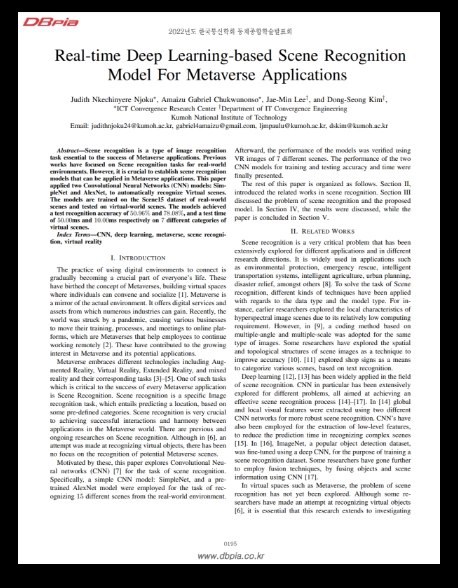 DBpia
2022년도 한국통신학회 동계종합학술발표회
Real-time Deep Learning-based Scene Recognition
Model For Metaverse Applications
Judith Nkechinyere Njoku*, Amaizu Gabriel Chukwunonso*, Jae-Min Lee†, and Dong-Seong Kim†,
*ICT Convergence Research Center †Department of IT Convergence Engineering
Kumoh National Institute of Technology
Email: judithnjoku24@kumoh.ac.kr, gabriel4amaizu@gmail.com, ljmpaul@kumoh.ac.kr, dskim@kumoh.ac.kr
Abstract—Scene recognition is a type of image recognition
task essential to the success of Metaverse applications. Previous
works have focused on Scene recognition tasks for real-world
environments. However, it is crucial to establish scene recognition
models that can be applied in Metaverse applications. This paper
applied two Convolutional Neural Networks (CNN) models: Sim-
pleNet and AlexNet, to automatically recognize Virtual scenes.
The models are trained on the Scene15 dataset of real-world
scenes and tested on virtual-world scenes. The models achieved
a test recognition accuracy of 50.96% and 78.08%, and a test time
of 50.00ms and 10.00ms respectively on 7 different categories of
virtual scenes.
Index Terms—CNN, deep learning, metaverse, scene recogni-
tion, virtual reality
I. INTRODUCTION
The practice of using digital environments to connect is
gradually becoming a crucial part of everyone's life. These
have birthed the concept of Metaverses, building virtual spaces
where individuals can convene and socialize [1]. Metaverse is
a mirror of the actual environment. It offers digital services and
assets from which numerous industries can gain. Recently, the
world was struck by a pandemic, causing various businesses
to move their training, processes, and meetings to online plat-
forms, which are Metaverses that help employees to continue
working remotely [2]. These have contributed to the growing
interest in Metaverse and its potential applications.
Metaverse embraces different technologies including Aug-
mented Reality, Virtual Reality, Extended Reality, and mixed
reality and their corresponding tasks [3]–[5]. One of such tasks
which is critical to the success of every Metaverse application
is Scene Recognition. Scene recognition is a specific Image
recognition task, which entails predicting a location, based on
some pre-defined categories. Scene recognition is very crucial
to achieving successful interactions and harmony between
applications in the Metaverse world. There are previous and
ongoing researches on Scene recognition. Although in [6], an
attempt was made at recognizing virtual objects, there has been
no focus on the recognition of potential Metaverse scenes.
Motivated by these, this paper explores Convolutional Neu-
ral networks (CNN) [7] for the task of scene recognition.
Specifically, a simple CNN model: SimpleNet, and a pre-
trained AlexNet model were employed for the task of rec-
ognizing 15 different scenes from the real-world environment.
Afterward, the performance of the models was verified using
VR images of 7 different scenes. The performance of the two
CNN models for training and testing accuracy and time were
finally presented.
The rest of this paper is organized as follows. Section II,
introduced the related works in scene recognition. Section III
discussed the problem of scene recognition and the proposed
model. In Section IV, the results were discussed, while the
paper is concluded in Section V.
II. RELATED WORKS
Scene recognition is a very critical problem that has been
extensively explored for different applications and in different
research directions. It is widely used in applications such
as environmental protection, emergency rescue, intelligent
transportation systems, intelligent agriculture, urban planning,
disaster relief, amongst others [8]. To solve the task of Scene
recognition, different kinds of techniques have been applied
with regards to the data type and the model type. For in-
stance, earlier researchers explored the local characteristics of
hyperspectral image scenes due to its relatively low computing
requirement. However, in [9], a coding method based on
multiple-angle and multiple-scale was adopted for the same
type of images. Some researchers have explored the spatial
and topological structures of scene images as a technique to
improve accuracy [10]. [11] explored shop signs as a means
to categorize various scenes, based on text recognition.
Deep learning [12], [13] has been widely applied in the field
of scene recognition. CNN in particular has been extensively
explored for different problems, all aimed at achieving an
effective scene recognition process [14]–[17]. In [14] global
and local visual features were extracted using two different
CNN networks for more robust scene recognition. CNN's have
also been employed for the extraction of low-level features,
to reduce the prediction time in recognizing complex scenes
[15]. In [16], ImageNet, a popular object detection dataset,
was fine-tuned using a deep CNN, for the purpose of training a
scene recognition dataset. Some researchers have gone further
to employ fusion techniques, by fusing objects and scene
information using CNN [17].
In virtual spaces such as Metaverse, the problem of scene
recognition has not yet been explored. Although some re-
searchers have made an attempt at recognizing virtual objects
[6], it is essential that this research extends to investigating
0195
www.dbpia.co.kr